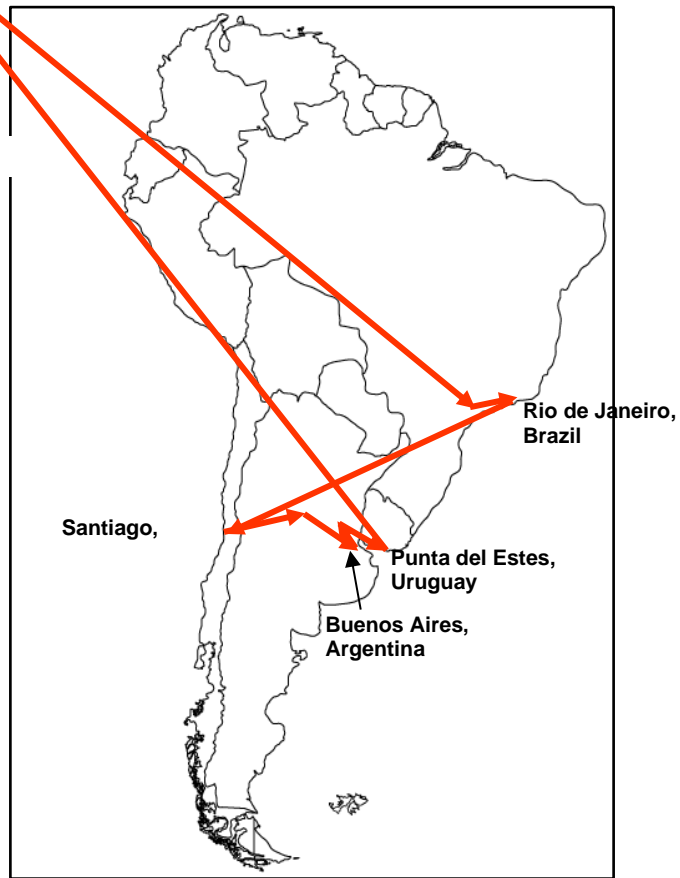 Rio de Janeiro,
Brazil
Santiago,
Punta del Estes,
Uruguay
Buenos Aires,
Argentina